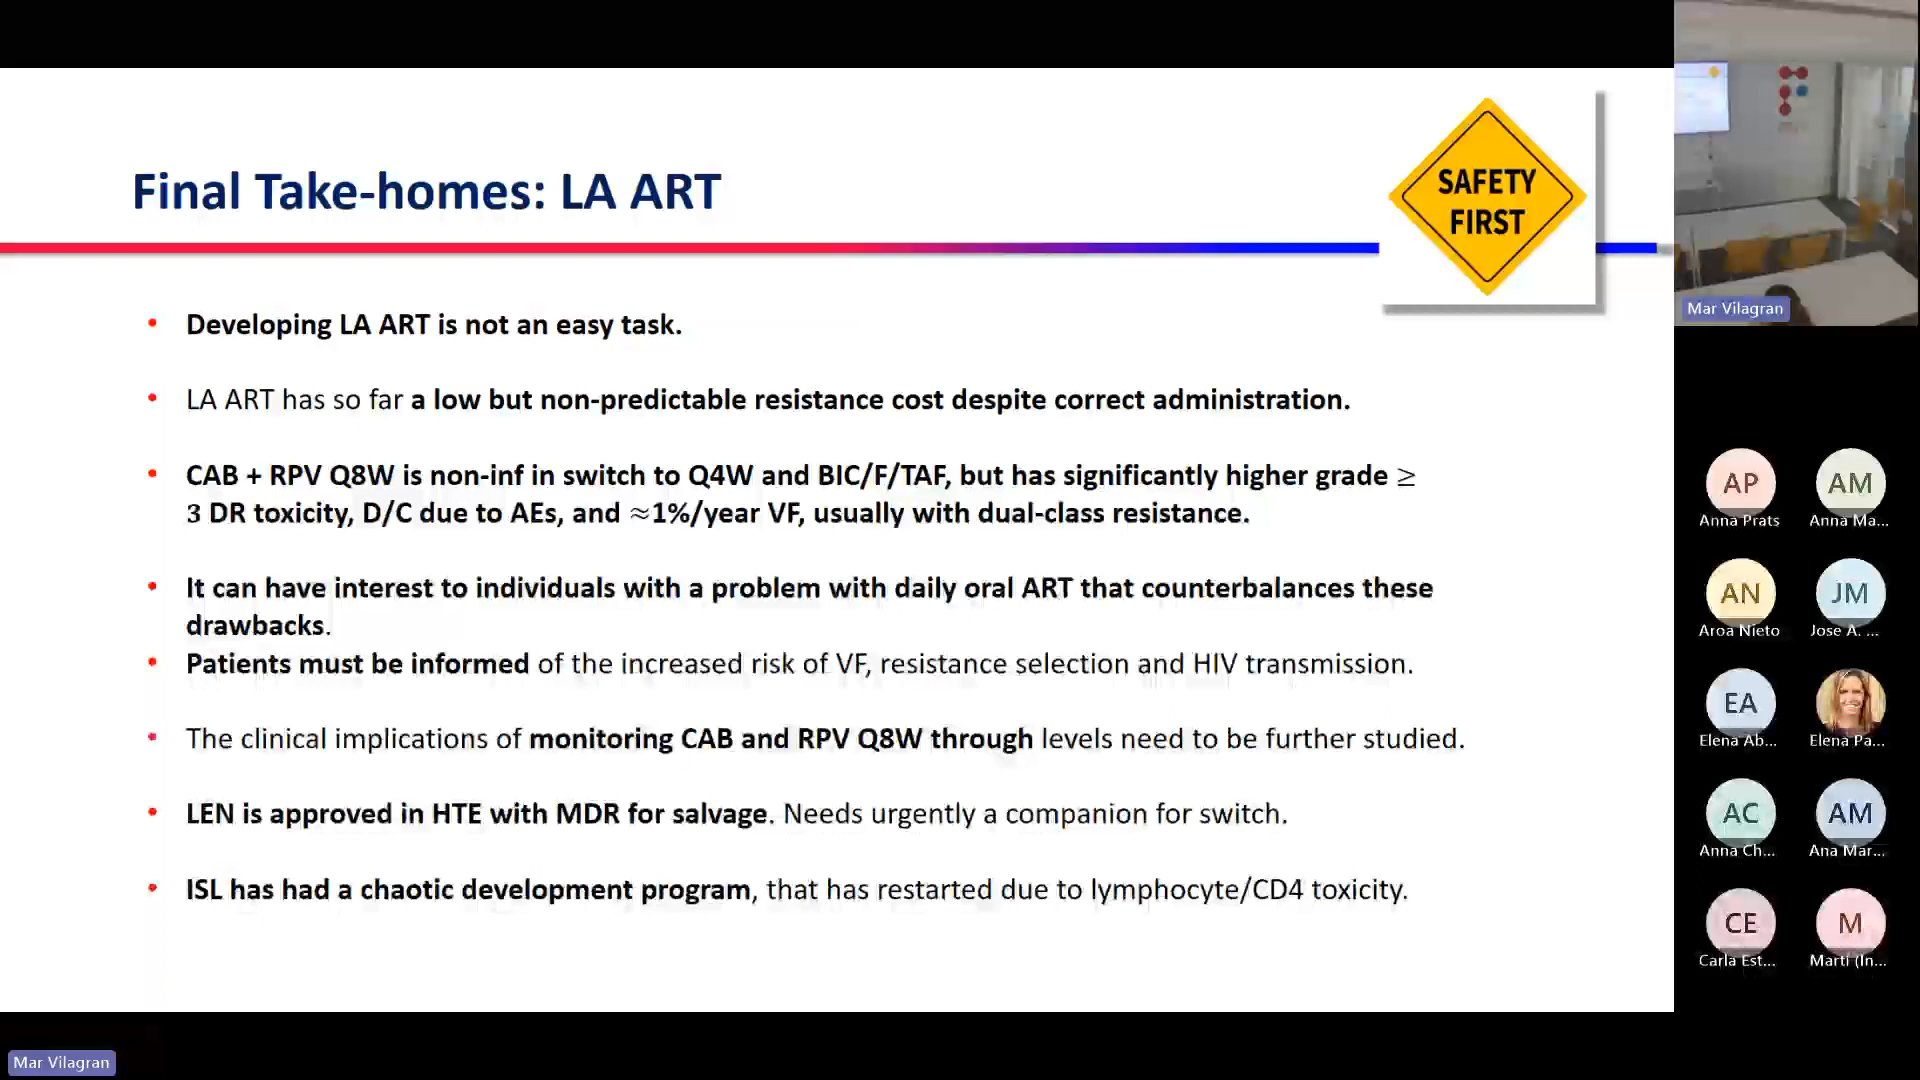 Final Take-homes: LA ART
SAFETY
FIRST
• Developing LA ART is not an easy task.
• LA ART has so far a low but non-predictable resistance cost despite correct administration.
• CAB + RPV Q8W is non-inf in switch to Q4W and BIC/F/TAF, but has significantly higher grade ≥
3 DR toxicity, D/C due to AEs, and ≈1%/year VF, usually with dual-class resistance.
• It can have interest to individuals with a problem with daily oral ART that counterbalances these
drawbacks.
• Patients must be informed of the increased risk of VF, resistance selection and HIV transmission.
• The clinical implications of monitoring CAB and RPV Q8W through levels need to be further studied.
• LEN is approved in HTE with MDR for salvage. Needs urgently a companion for switch.
• ISL has had a chaotic development program, that has restarted due to lymphocyte/CD4 toxicity.
Mar Vilagran
Mar Vilagran
AP
Anna Prats
AM
Anna Ma...
AN
Aroa Nieto
JM
Jose A. ...
EA
Elena Ab...
Elena Pa...
AC
Anna Ch...
AM
Ana Mar...
CE
Carla Est...
M
Martí (In...